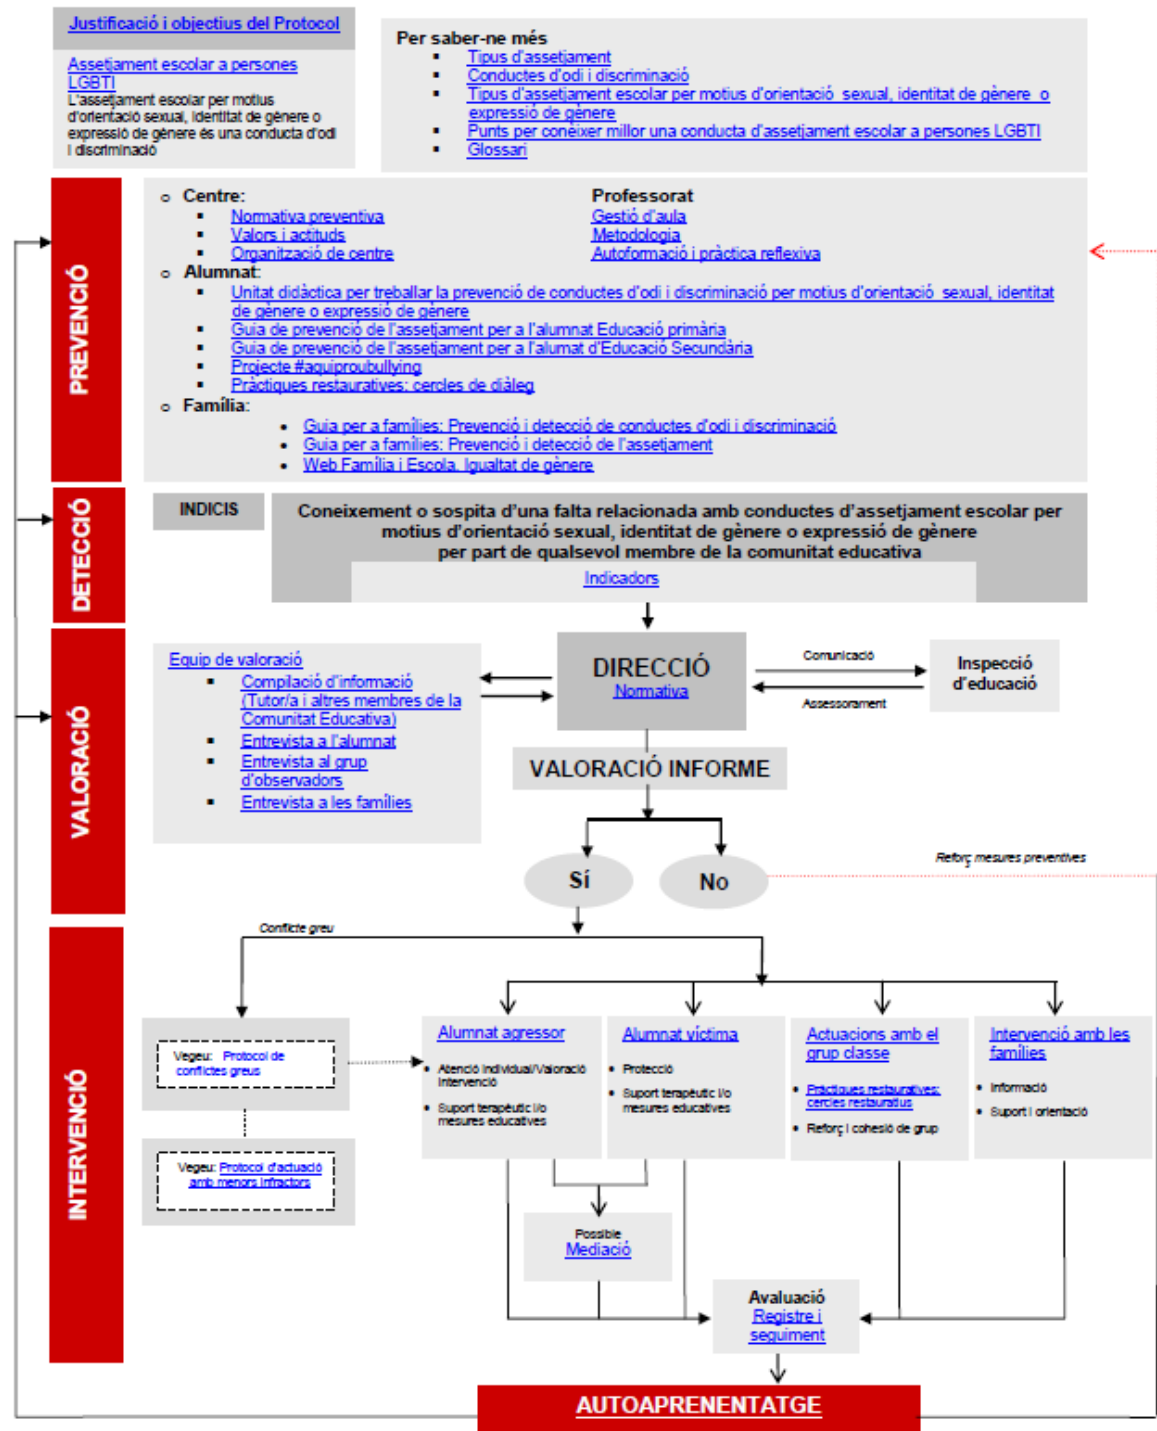 Justificació i objectius del Protocol
Assetjament escolar a persones
LGBTI
L'assetjament escolar per motius
d'orientació sexual, identitat de gènere o
expressió de gènere és una conducta d'odi
i discriminació
Per saber-ne més
Tipus d'assetjament
Conductes d'odi i discriminació
Tipus d'assetjament escolar per motius d'orientació sexual, identitat de gènere o
expressió de gènere
Punts per conèixer millor una conducta d'assetjament escolar a persones LGBTI
Glossari
PREVENCIÓ
Centre:
Normativa preventiva
Valors i actituds
Organització de centre
Professorat
Gestió d'aula
Metodologia
Autoformació i pràctica reflexiva
Alumnat:
Unitat didàctica per treballar la prevenció de conductes d'odi i discriminació per motius d'orientació sexual, identitat
de gènere o expressió de gènere
Guia de prevenció de l'assetjament per a l'alumnat Educació primària
Guia de prevenció de l'assetjament per a l'alumat d'Educació Secundària
Projecte #aquiproubullying
Pràctiques restauratives: cercles de diàleg
Família:
Guia per a famílies: Prevenció i detecció de conductes d'odi i discriminació
Guia per a famílies: Prevenció i detecció de l'assetjament
Web Família i Escola. Igualtat de gènere
DETECCIÓ
INDICIS
Coneixement o sospita d'una falta relacionada amb conductes d'assetjament escolar per
motius d'orientació sexual, identitat de gènere o expressió de gènere
per part de qualsevol membre de la comunitat educativa
Indicadors
VALORACIÓ
Equip de valoració
Compilació d'informació
(Tutor/a i altres membres de la
Comunitat Educativa)
Entrevista a l'alumnat
Entrevista al grup
d'observadors
Entrevista a les famílies
DIRECCIÓ
Normativa
Comunicació
Assessorament
Inspecció
d'educació
VALORACIÓ INFORME
Sí
No
Reforç mesures preventives
INTERVENCIÓ
Conflicte greu
Vegeu: Protocol de
conflictes greus
Vegeu: Protocol d'actuació
amb menors infractors
Alumnat agressor
Atenció individual/Valoració
Intervenció
Suport terapèutic i/o
mesures educatives
Alumnat víctima
Protecció
Suport terapèutic i/o
mesures educatives
Actuacions amb el
grup classe
Pràctiques restauratives:
cercles restauratius
Reforç i cohesió de grup
Intervenció amb les
famílies
Informació
Suport i orientació
Possible
Mediació
Avaluació
Registre i
seguiment
AUTOAPRENENTATGE